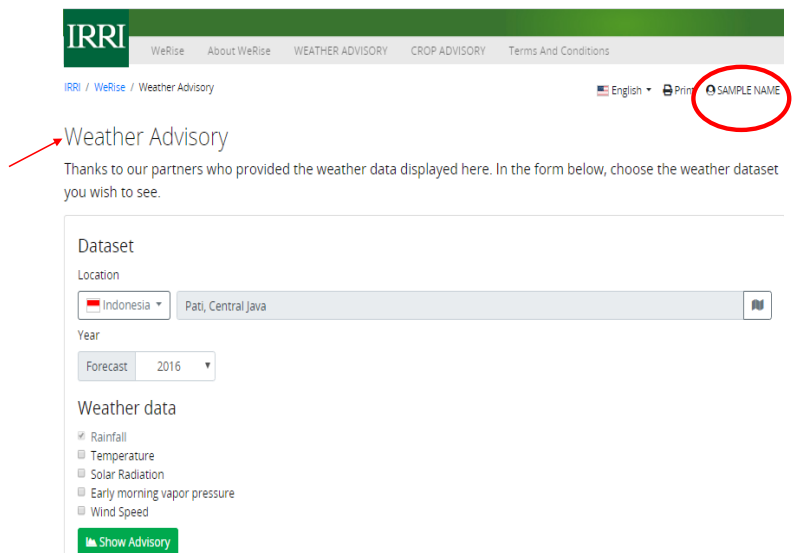 IRRI
WeRise About WeRise WEATHER ADVISORY CROP ADVISORY Terms And Conditions
IRRI / WeRise / Weather Advisory English Print SAMPLE NAME
Weather Advisory
Thanks to our partners who provided the weather data displayed here. In the form below, choose the weather dataset
you wish to see.
Dataset
Location
Indonesia Pati, Central Java
Year
Forecast 2016
Weather data
Rainfall
Temperature
Solar Radiation
Early morning vapor pressure
Wind Speed
Show Advisory